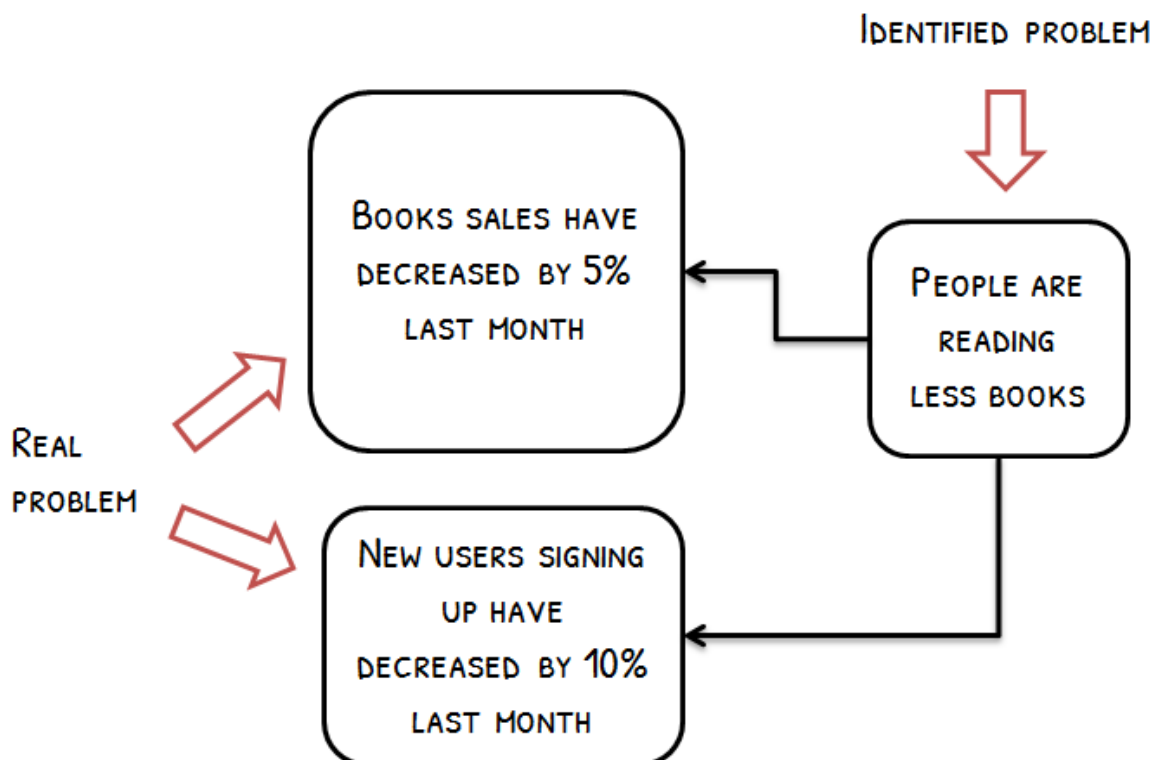 Identified problem
Books sales have
decreased by 5%
last month
People are
reading
less books
Real
problem
New users signing
up have
decreased by 10%
last month